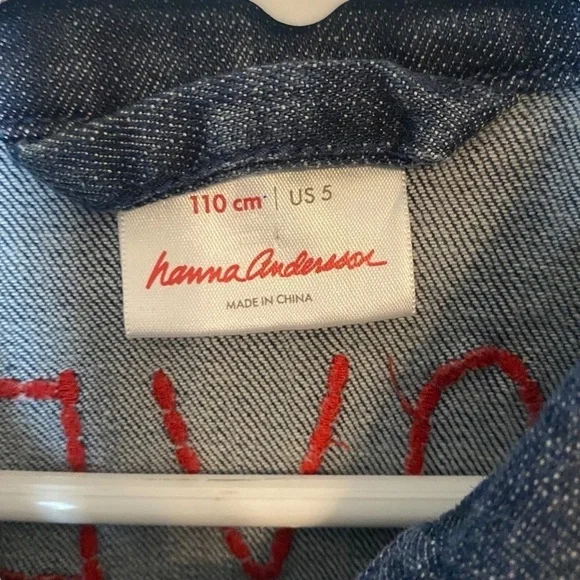 110 cm | US 5
hanna Andersson
MADE IN CHINA